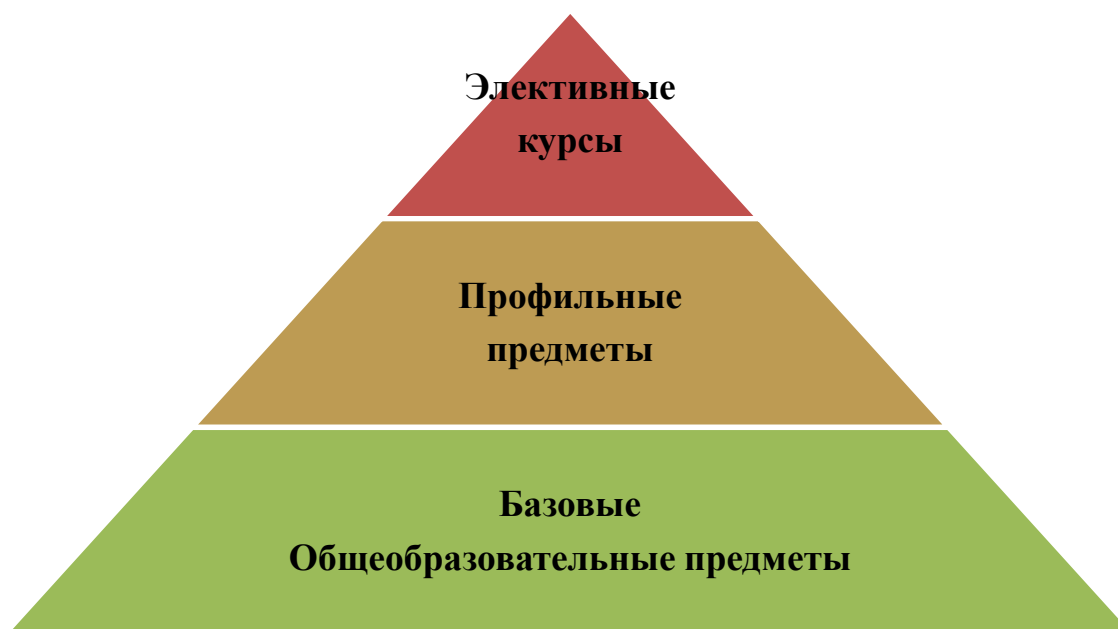 Элективные
курсы
Профильные
предметы
Базовые
Общеобразовательные предметы